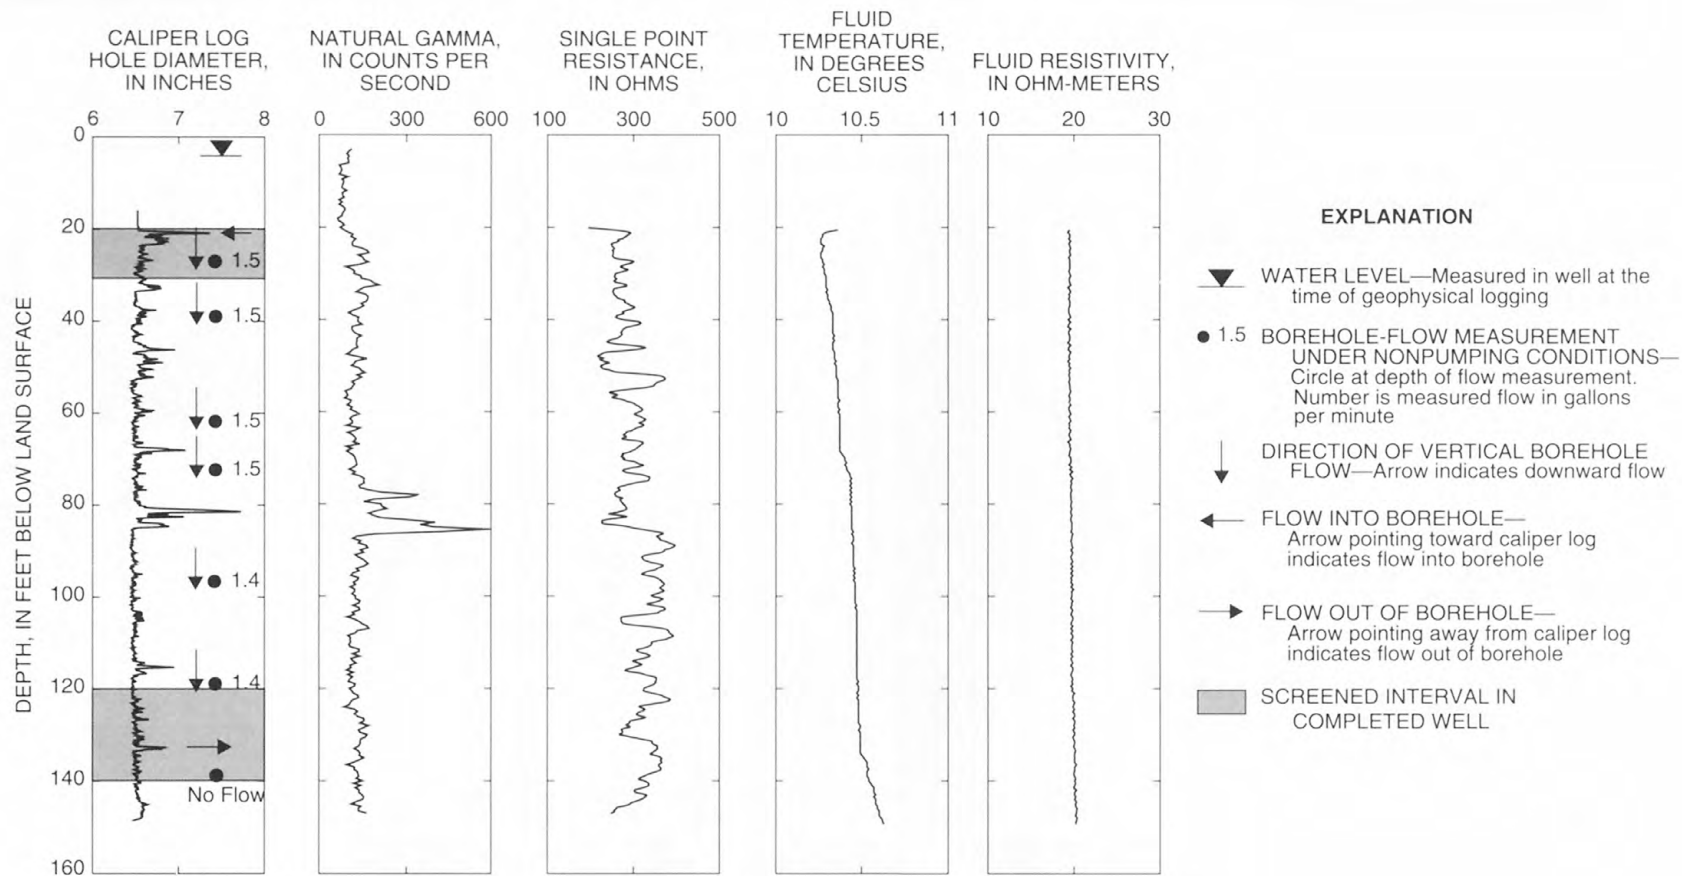 CALIPER LOG
HOLE DIAMETER,
IN INCHES
NATURAL GAMMA,
IN COUNTS PER
SECOND
SINGLE POINT
RESISTANCE,
IN OHMS
FLUID
TEMPERATURE,
IN DEGREES
CELSIUS
FLUID RESISTIVITY,
IN OHM-METERS
6 7 8
0 300 600
100 300 500
10 10.5 11
10 20 30
DEPTH, IN FEET BELOW LAND SURFACE
0
20
40
60
80
100
120
140
160
1.5
1.5
1.5
1.5
1.4
1.4
No Flow
EXPLANATION
WATER LEVEL—Measured in well at the
time of geophysical logging
1.5 BOREHOLE-FLOW MEASUREMENT
UNDER NONPUMPING CONDITIONS—
Circle at depth of flow measurement.
Number is measured flow in gallons
per minute
DIRECTION OF VERTICAL BOREHOLE
FLOW—Arrow indicates downward flow
FLOW INTO BOREHOLE—
Arrow pointing toward caliper log
indicates flow into borehole
FLOW OUT OF BOREHOLE—
Arrow pointing away from caliper log
indicates flow out of borehole
SCREENED INTERVAL IN
COMPLETED WELL